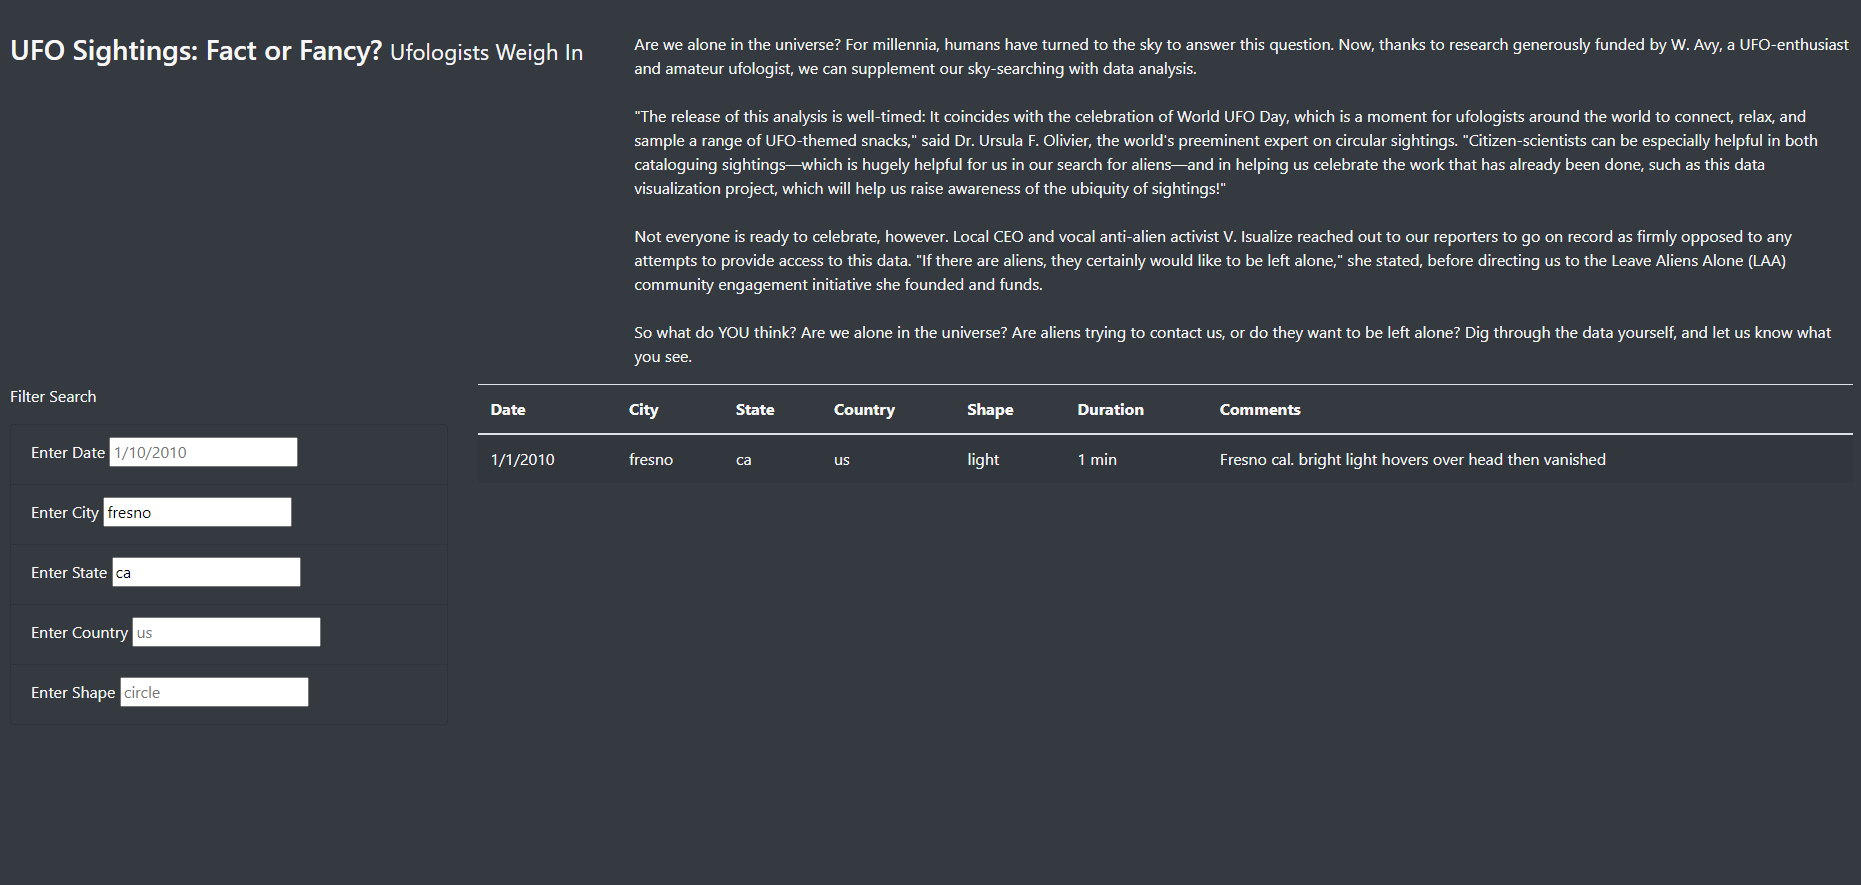 UFO Sightings: Fact or Fancy? Ufologists Weigh In
Are we alone in the universe? For millennia, humans have turned to the sky to answer this question. Now, thanks to research generously funded by W. Avy, a UFO-enthusiast
and amateur ufologist, we can supplement our sky-searching with data analysis.
"The release of this analysis is well-timed: It coincides with the celebration of World UFO Day, which is a moment for ufologists around the world to connect, relax, and
sample a range of UFO-themed snacks," said Dr. Ursula F. Olivier, the world's preeminent expert on circular sightings. "Citizen-scientists can be especially helpful in both
cataloguing sightings—which is hugely helpful for us in our search for aliens—and in helping us celebrate the work that has already been done, such as this data
visualization project, which will help us raise awareness of the ubiquity of sightings!"
Not everyone is ready to celebrate, however. Local CEO and vocal anti-alien activist V. Isualize reached out to our reporters to go on record as firmly opposed to any
attempts to provide access to this data. "If there are aliens, they certainly would like to be left alone," she stated, before directing us to the Leave Aliens Alone (LAA)
community engagement initiative she founded and funds.
So what do YOU think? Are we alone in the universe? Are aliens trying to contact us, or do they want to be left alone? Dig through the data yourself, and let us know what
you see.
Filter Search
Enter Date 1/10/2010
Enter City fresno
Enter State ca
Enter Country us
Enter Shape circle
Date City State Country Shape Duration Comments
1/1/2010 fresno ca us light 1 min Fresno cal. bright light hovers over head then vanished